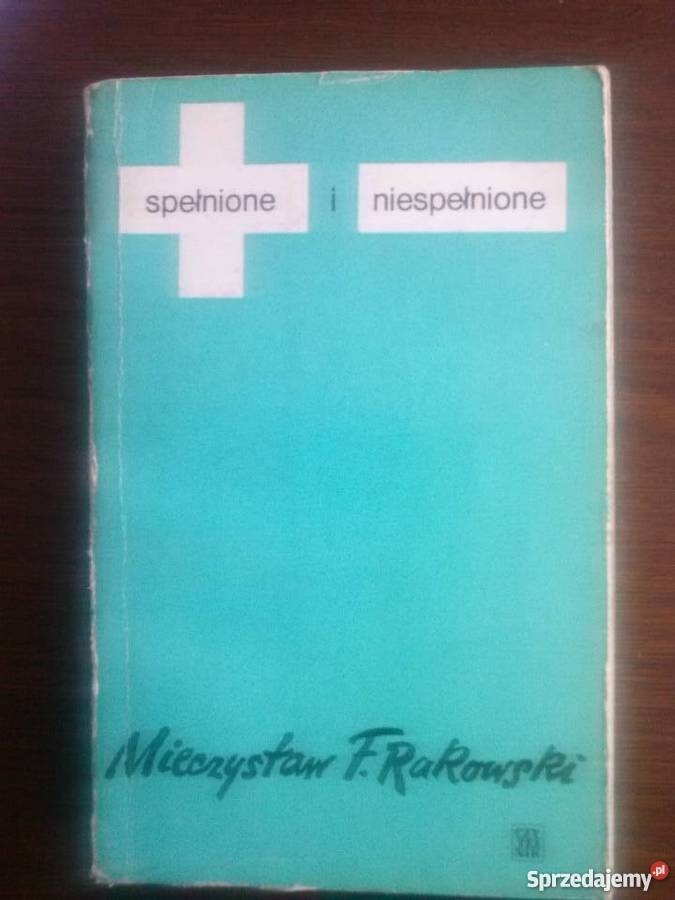 spełnione i niespełnione
Mieczysław F. Rakowski
Sprzedajemy.pl